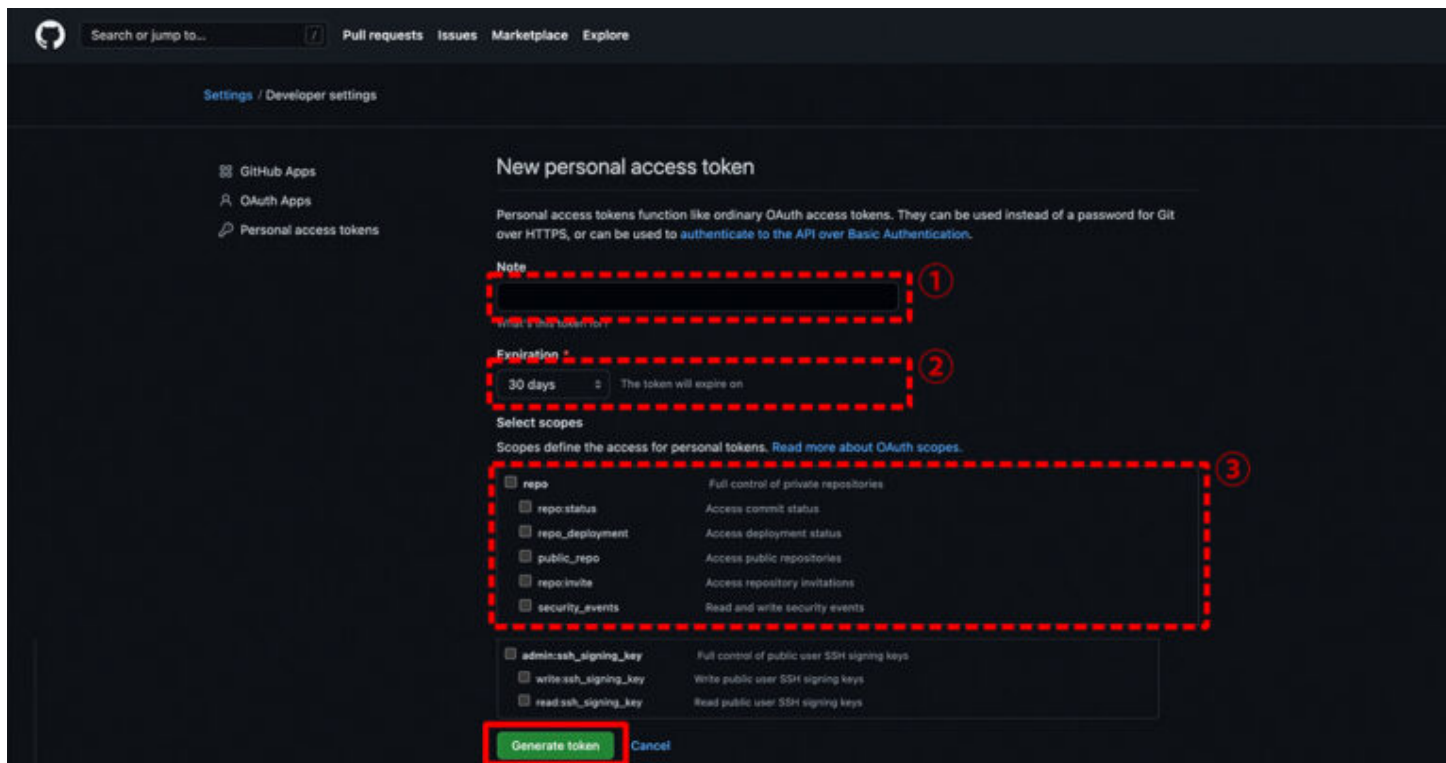 Search or jump to... / Pull requests Issues Marketplace Explore
Settings / Developer settings
GitHub Apps
OAuth Apps
Personal access tokens
New personal access token
Personal access tokens function like ordinary OAuth access tokens. They can be used instead of a password for Git
over HTTPS, or can be used to authenticate to the API over Basic Authentication.
Note
①
What's this token for?
Expiration *
②
30 days The token will expire on
Select scopes
Scopes define the access for personal tokens. Read more about OAuth scopes.
③
repo Full control of private repositories
repo:status Access commit status
repo_deployment Access deployment status
public_repo Access public repositories
repo:invite Access repository invitations
security_events Read and write security events
admin:ssh_signing_key Full control of public user SSH signing keys
write:ssh_signing_key Write public user SSH signing keys
read:ssh_signing_key Read public user SSH signing keys
Generate token Cancel